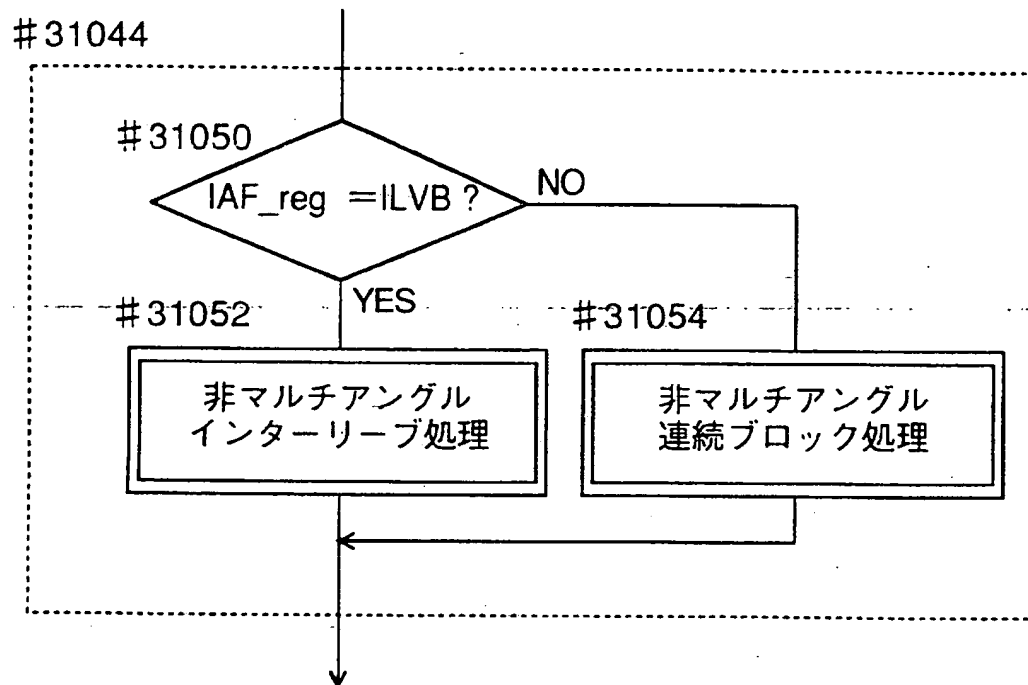 #31044
#31050
IAF_reg =ILVB ?
NO
YES
#31052
#31054
非マルチアングル
インターリーブ処理
非マルチアングル
連続ブロック処理